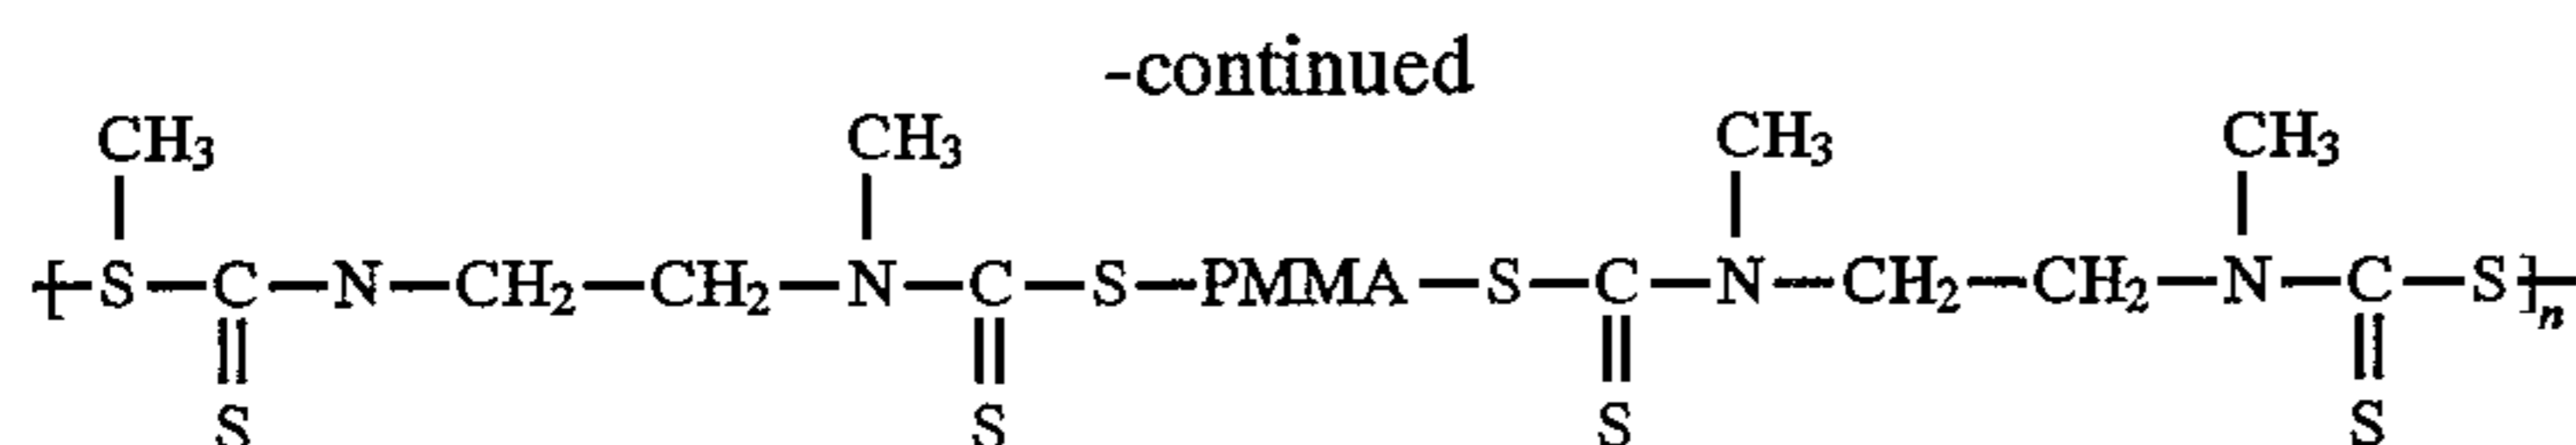 -continued
CH₃ CH₃ CH₃ CH₃
[S—C—N—CH₂—CH₂—N—C—S—PMMA—S—C—N—CH₂—CH₂—N—C—S]ₙ
S S S S